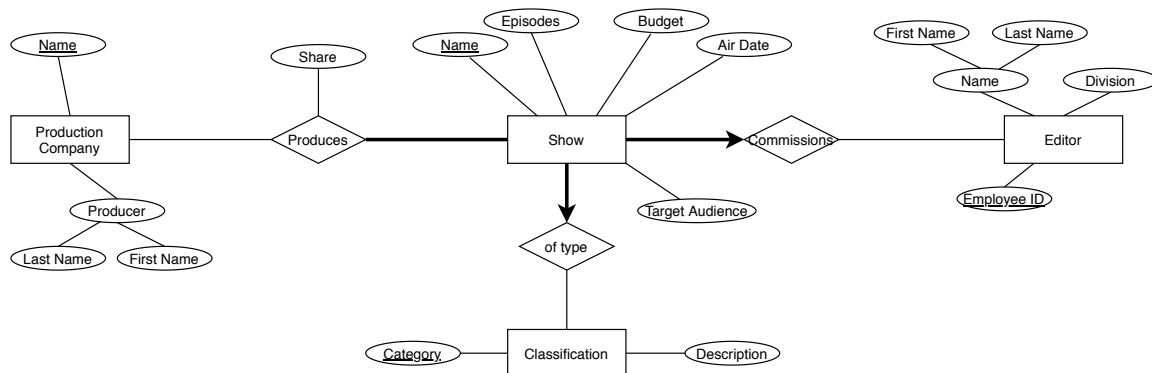 Episodes
Budget
Name
Share
Name
Air Date
First Name
Last Name
Name
Division
Production
Company
Produces
Show
Commissions
Editor
Producer
Target Audience
Employee ID
Last Name
First Name
of type
Category
Classification
Description